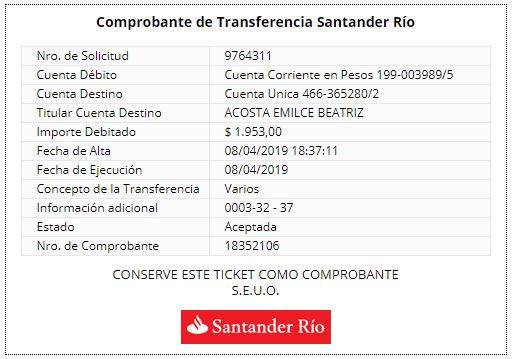 Comprobante de Transferencia Santander Río
Nro. de Solicitud 9764311
Cuenta Débito Cuenta Corriente en Pesos 199-003989/5
Cuenta Destino Cuenta Unica 466-365280/2
Titular Cuenta Destino ACOSTA EMILCE BEATRIZ
Importe Debitado $ 1.953,00
Fecha de Alta 08/04/2019 18:37:11
Fecha de Ejecución 08/04/2019
Concepto de la Transferencia Varios
Información adicional 0003-32 - 37
Estado Aceptada
Nro. de Comprobante 18352106
CONSERVE ESTE TICKET COMO COMPROBANTE
S.E.U.O.
Santander Río